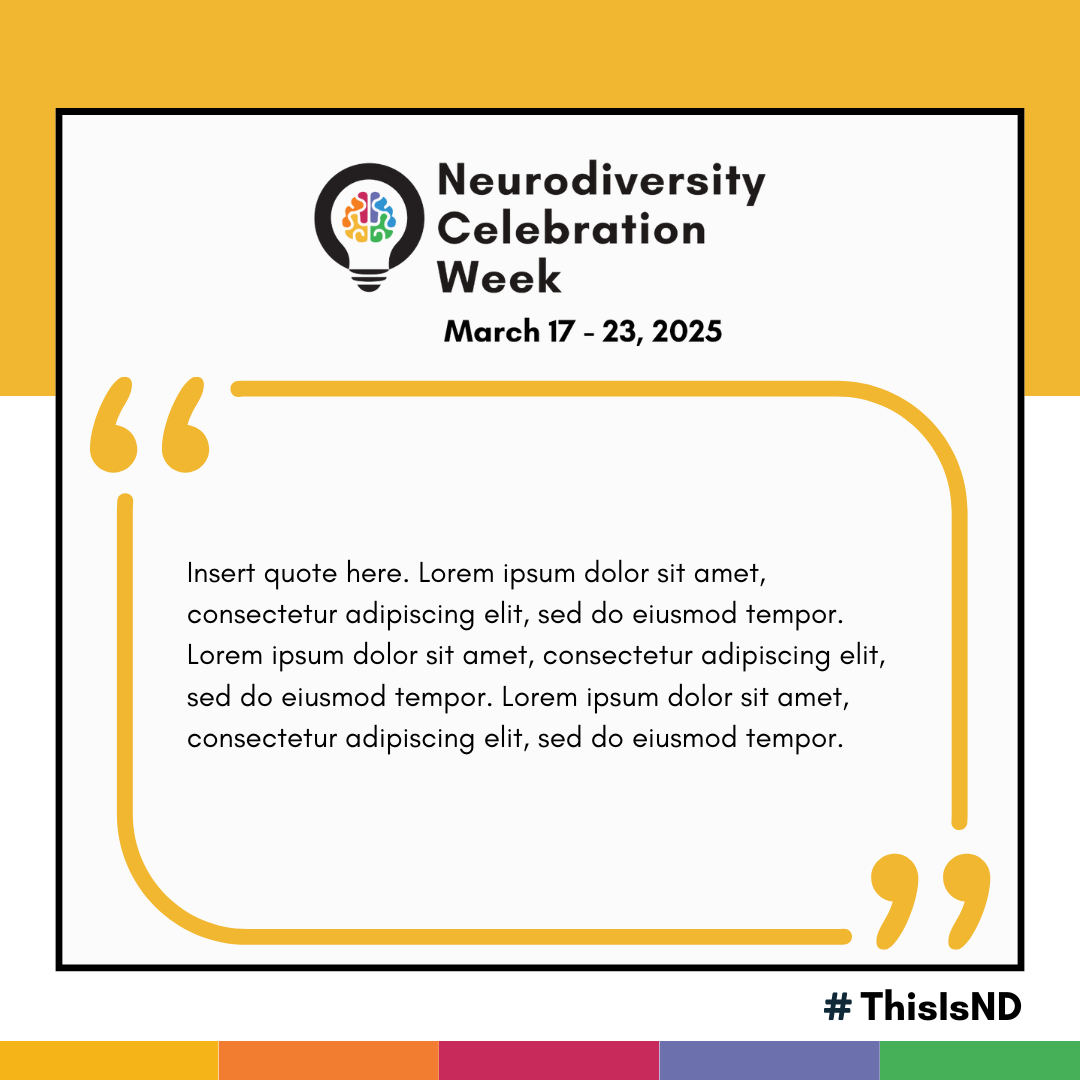 Neurodiversity
Celebration
Week
March 17 - 23, 2025
Insert quote here. Lorem ipsum dolor sit amet,
consectetur adipiscing elit, sed do eiusmod tempor.
Lorem ipsum dolor sit amet, consectetur adipiscing elit,
sed do eiusmod tempor. Lorem ipsum dolor sit amet,
consectetur adipiscing elit, sed do eiusmod tempor.
# ThisIsND